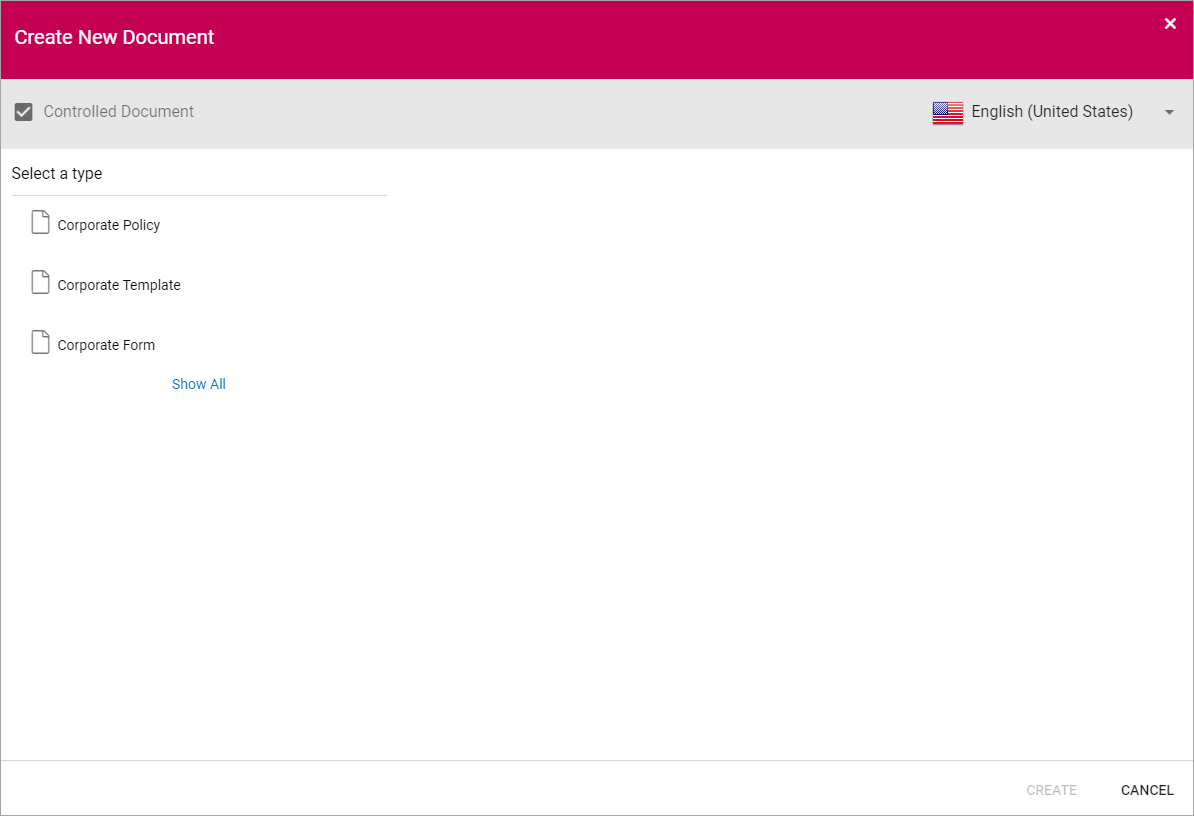 Create New Document
Controlled Document
English (United States)
Select a type
Corporate Policy
Corporate Template
Corporate Form
Show All
CREATE
CANCEL